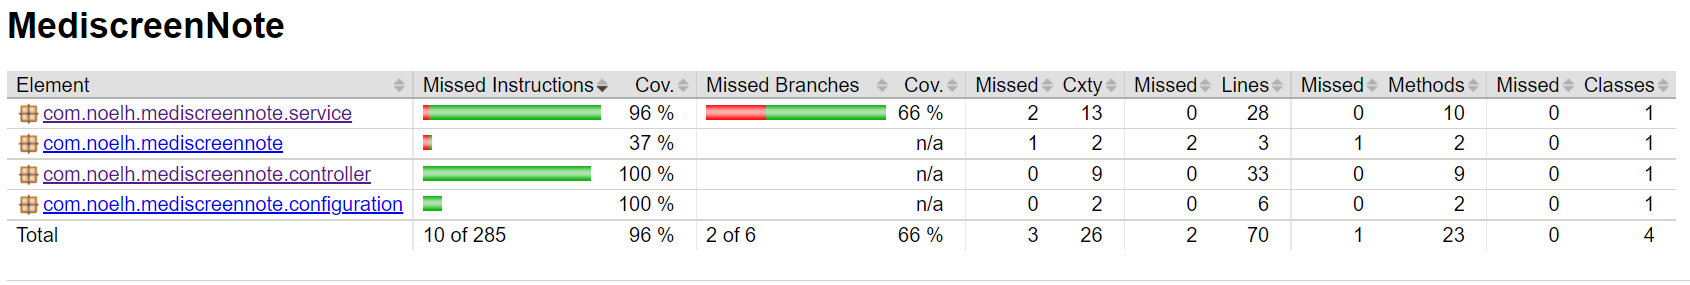 MediscreenNote
Element Missed Instructions Cov. Missed Branches Cov. Missed Cxty Missed Lines Missed Methods Missed Classes
com.noelh.mediscreennote.service 96 % 66 % 2 13 0 28 0 10 0 1
com.noelh.mediscreennote 37 % n/a 1 2 2 3 1 2 0 1
com.noelh.mediscreennote.controller 100 % n/a 0 9 0 33 0 9 0 1
com.noelh.mediscreennote.configuration 100 % n/a 0 2 0 6 0 2 0 1
Total 10 of 285 96 % 2 of 6 66 % 3 26 2 70 1 23 0 4